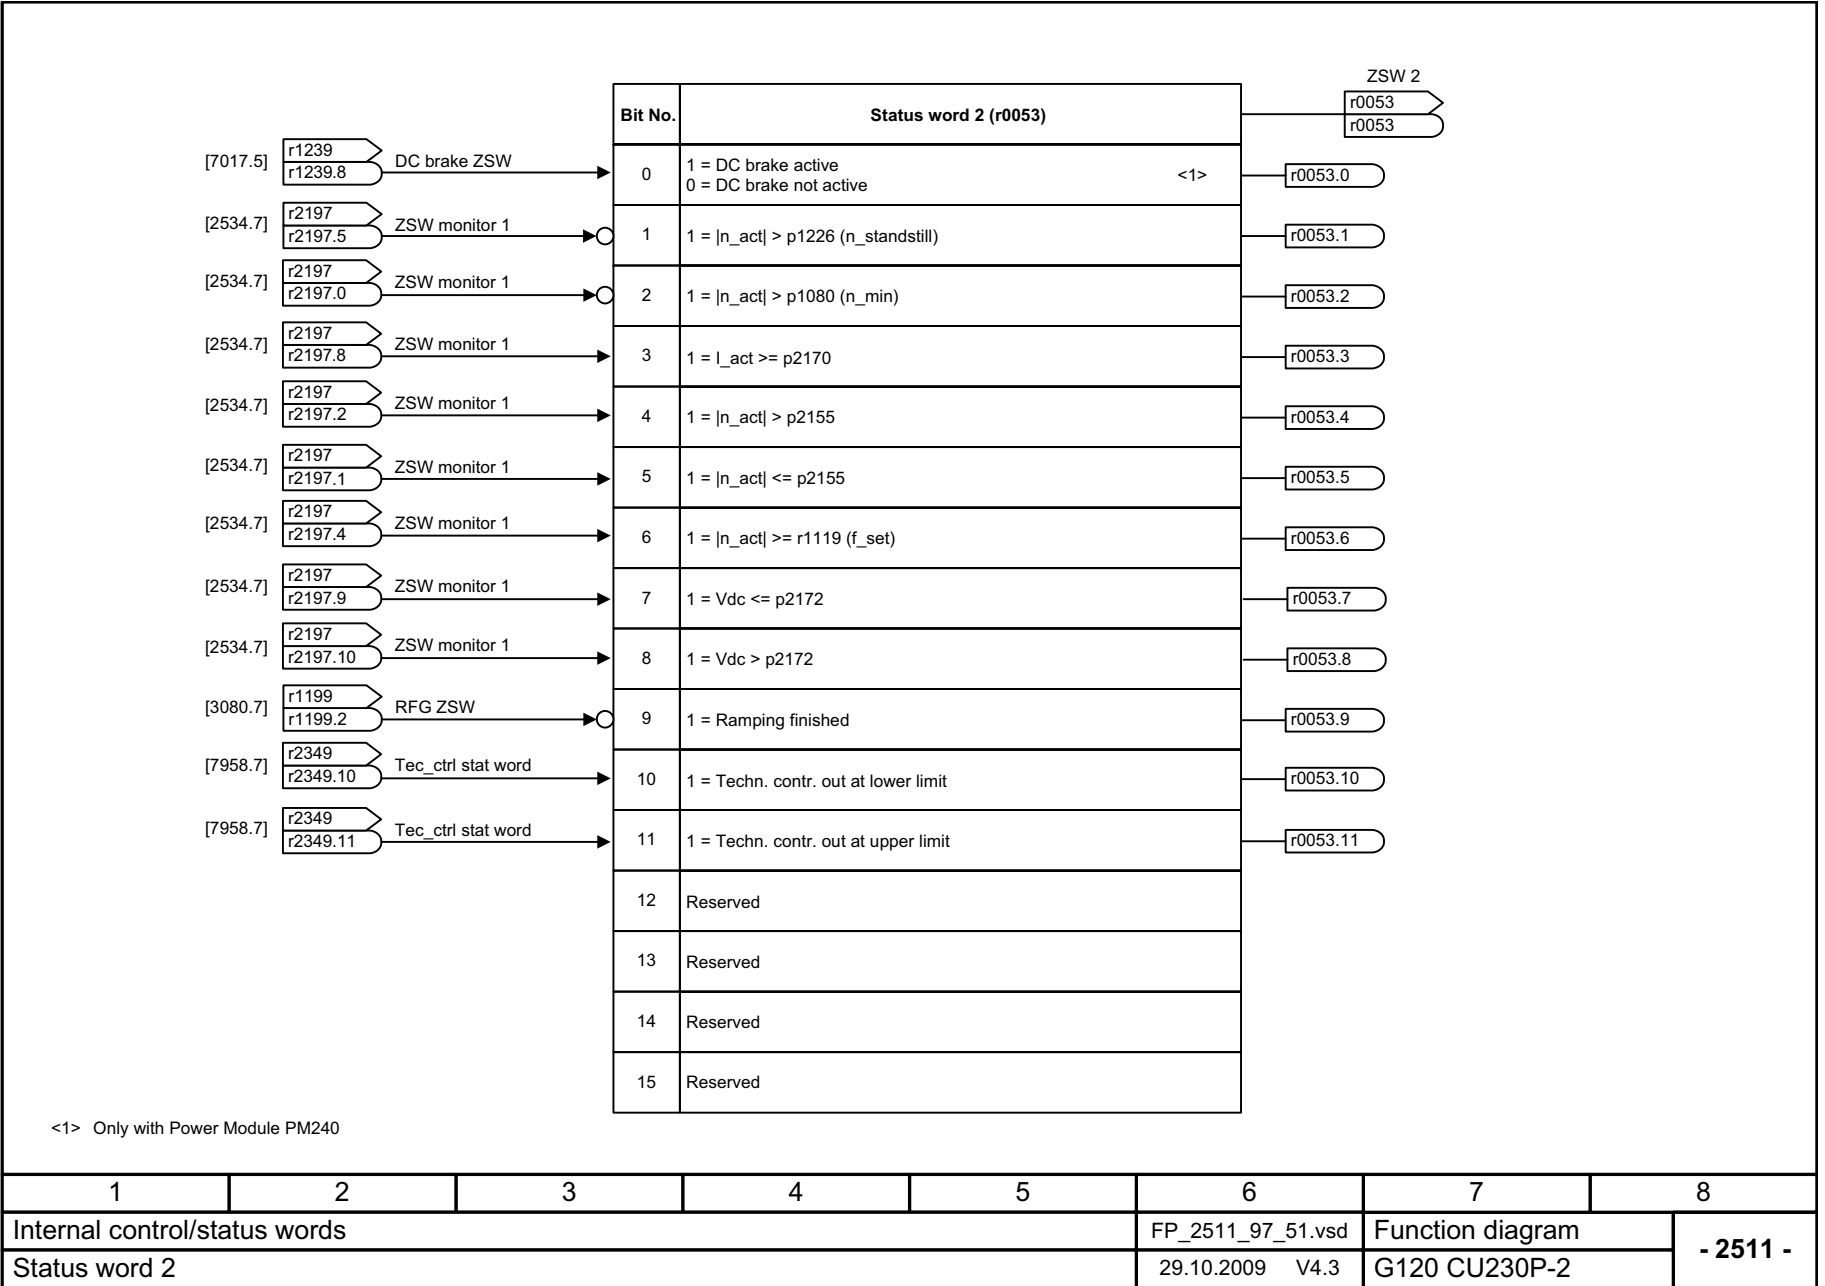 ZSW 2
Bit No. Status word 2 (r0053) r0053
r0053
[7017.5] r1239 DC brake ZSW
r1239.8
0 1 = DC brake active
0 = DC brake not active <1> r0053.0
[2534.7] r2197 ZSW monitor 1
r2197.5
1 1 = |n_act| > p1226 (n_standstill) r0053.1
[2534.7] r2197 ZSW monitor 1
r2197.0
2 1 = |n_act| > p1080 (n_min) r0053.2
[2534.7] r2197 ZSW monitor 1
r2197.8
3 1 = I_act >= p2170 r0053.3
[2534.7] r2197 ZSW monitor 1
r2197.2
4 1 = |n_act| > p2155 r0053.4
[2534.7] r2197 ZSW monitor 1
r2197.1
5 1 = |n_act| <= p2155 r0053.5
[2534.7] r2197 ZSW monitor 1
r2197.4
6 1 = |n_act| >= r1119 (f_set) r0053.6
[2534.7] r2197 ZSW monitor 1
r2197.9
7 1 = Vdc <= p2172 r0053.7
[2534.7] r2197 ZSW monitor 1
r2197.10
8 1 = Vdc > p2172 r0053.8
[3080.7] r1199 RFG ZSW
r1199.2
9 1 = Ramping finished r0053.9
[7958.7] r2349 Tec_ctrl stat word
r2349.10
10 1 = Techn. contr. out at lower limit r0053.10
[7958.7] r2349 Tec_ctrl stat word
r2349.11
11 1 = Techn. contr. out at upper limit r0053.11
12 Reserved
13 Reserved
14 Reserved
15 Reserved
<1> Only with Power Module PM240
1 2 3 4 5 6 7 8
Internal control/status words FP_2511_97_51.vsd Function diagram
- 2511 -
Status word 2 29.10.2009 V4.3 G120 CU230P-2